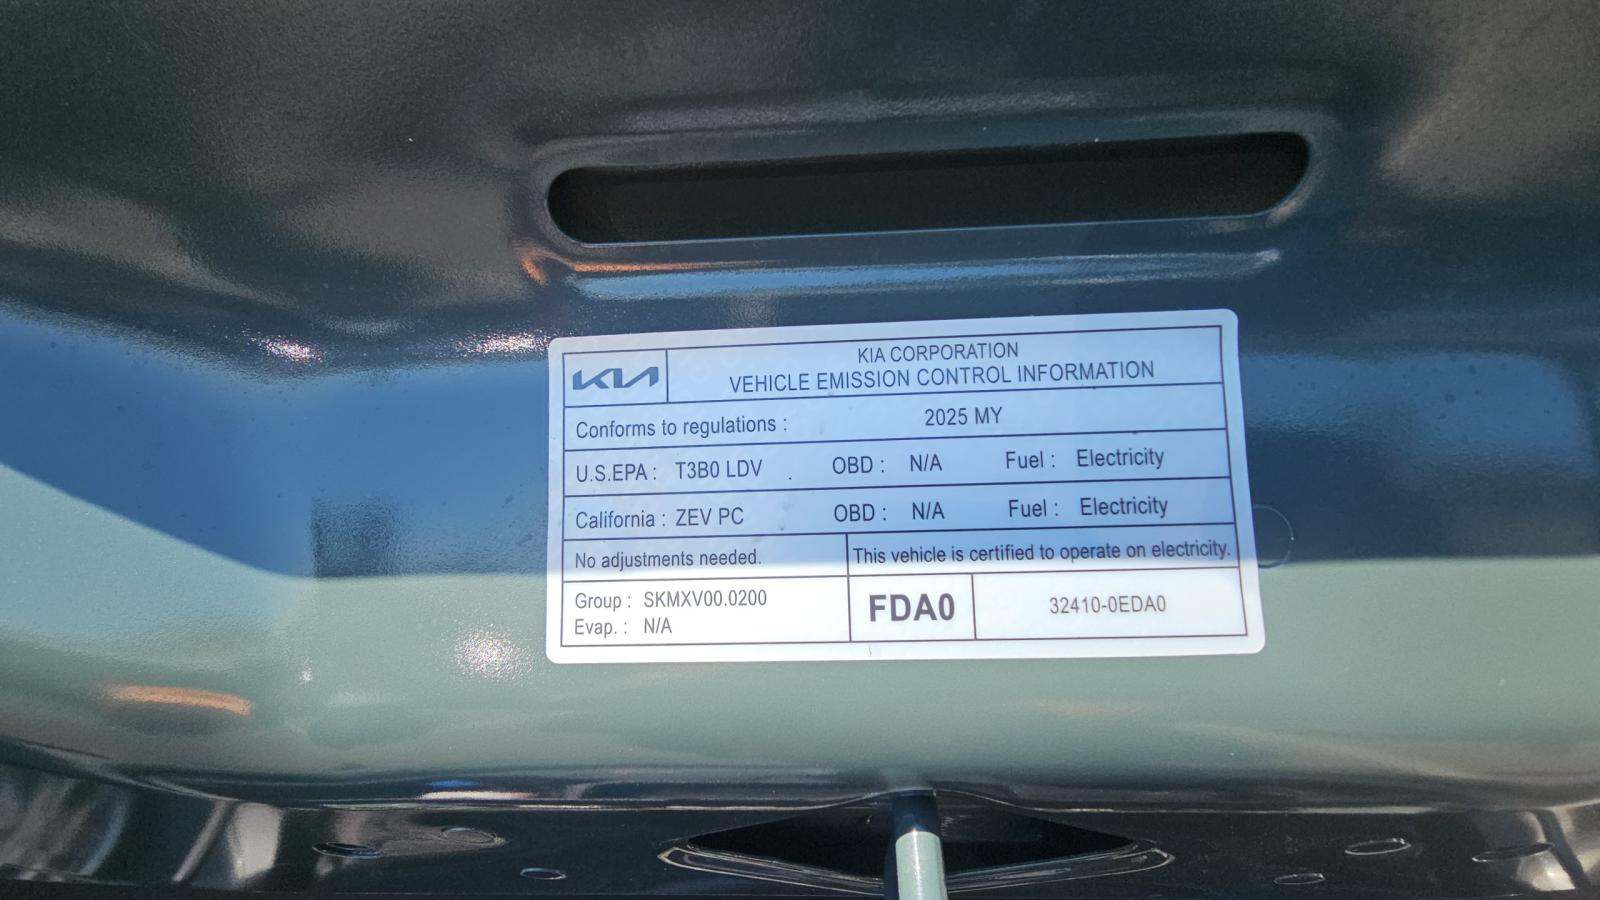 KIA
KIA CORPORATION
VEHICLE EMISSION CONTROL INFORMATION
Conforms to regulations : 2025 MY
U.S.EPA : T3B0 LDV . OBD : N/A Fuel : Electricity
California : ZEV PC OBD : N/A Fuel : Electricity
No adjustments needed. This vehicle is certified to operate on electricity.
Group : SKMXV00.0200
Evap. : N/A
FDA0
32410-0EDA0